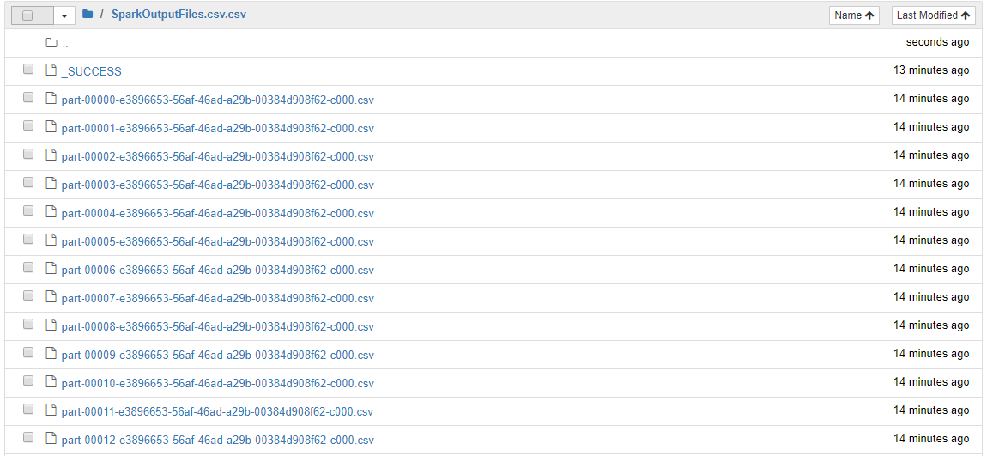 / SparkOutputFiles.csv.csv Name Last Modified
.. seconds ago
_SUCCESS 13 minutes ago
part-00000-e3896653-56af-46ad-a29b-00384d908f62-c000.csv 14 minutes ago
part-00001-e3896653-56af-46ad-a29b-00384d908f62-c000.csv 14 minutes ago
part-00002-e3896653-56af-46ad-a29b-00384d908f62-c000.csv 14 minutes ago
part-00003-e3896653-56af-46ad-a29b-00384d908f62-c000.csv 14 minutes ago
part-00004-e3896653-56af-46ad-a29b-00384d908f62-c000.csv 14 minutes ago
part-00005-e3896653-56af-46ad-a29b-00384d908f62-c000.csv 14 minutes ago
part-00006-e3896653-56af-46ad-a29b-00384d908f62-c000.csv 14 minutes ago
part-00007-e3896653-56af-46ad-a29b-00384d908f62-c000.csv 14 minutes ago
part-00008-e3896653-56af-46ad-a29b-00384d908f62-c000.csv 14 minutes ago
part-00009-e3896653-56af-46ad-a29b-00384d908f62-c000.csv 14 minutes ago
part-00010-e3896653-56af-46ad-a29b-00384d908f62-c000.csv 14 minutes ago
part-00011-e3896653-56af-46ad-a29b-00384d908f62-c000.csv 14 minutes ago
part-00012-e3896653-56af-46ad-a29b-00384d908f62-c000.csv 14 minutes ago